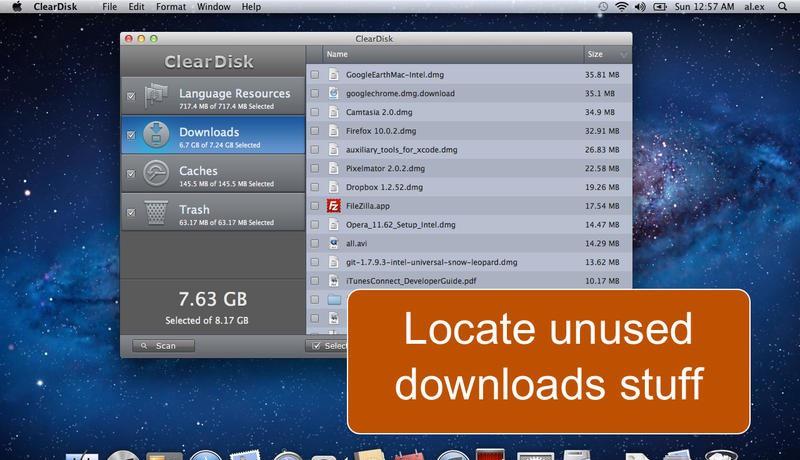 ClearDisk File Edit Format Window Help Sun 12:57 AM al.ex
ClearDisk
ClearDisk
Language Resources
717.4 MB of 717.4 MB Selected
Downloads
6.7 GB of 7.24 GB Selected
Caches
145.5 MB of 145.5 MB Selected
Trash
63.17 MB of 63.17 MB Selected
7.63 GB
Selected of 8.17 GB
Scan
Name Size
GoogleEarthMac-Intel.dmg 35.81 MB
googlechrome.dmg.download 35.1 MB
Camtasia 2.0.dmg 34.9 MB
Firefox 10.0.2.dmg 32.91 MB
auxiliary_tools_for_xcode.dmg 26.83 MB
Pixelmator 2.0.2.dmg 22.58 MB
Dropbox 1.2.52.dmg 19.26 MB
FileZilla.app 17.54 MB
Opera_11.62_Setup_Intel.dmg 14.47 MB
all.avi 14.29 MB
git-1.7.9.3-intel-universal-snow-leopard.dmg 13.62 MB
iTunesConnect_DeveloperGuide.pdf 10.17 MB
Locate unused
downloads stuff